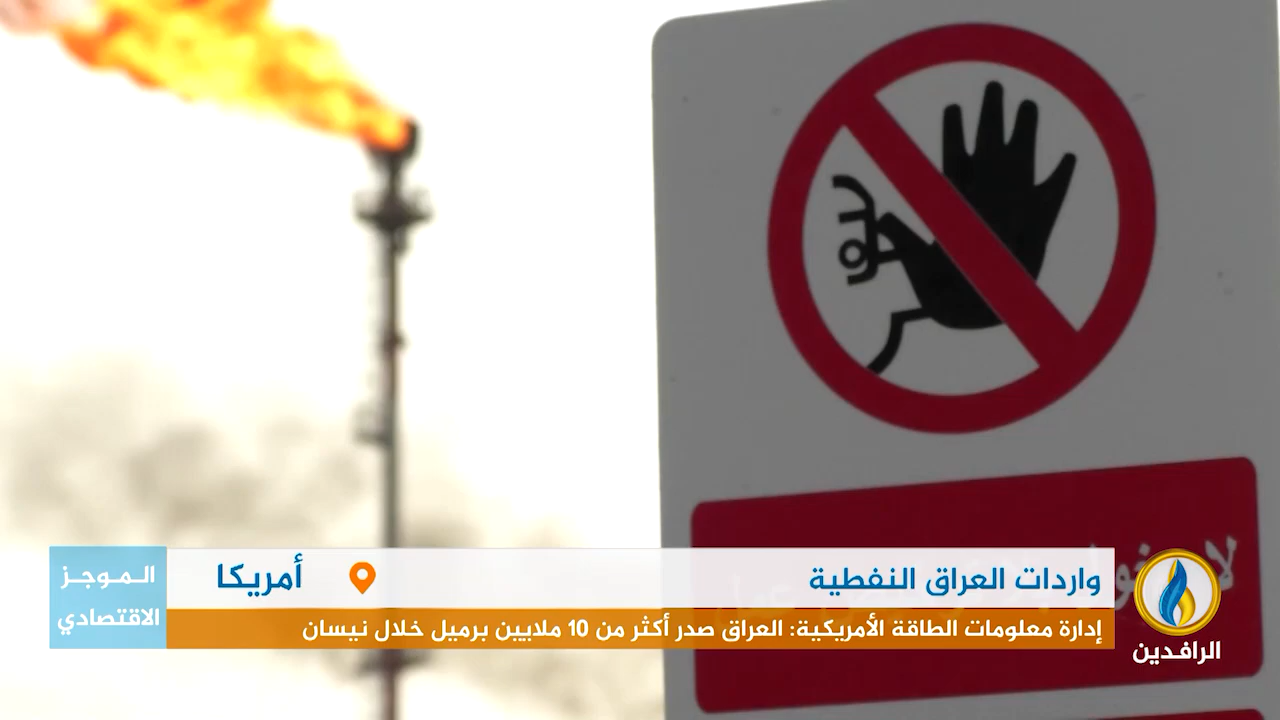 واردات العراق النفطية
أمريكا
إدارة معلومات الطاقة الأمريكية: العراق صدر أكثر من 10 ملايين برميل خلال نيسان
الـمـوجـز
الاقتصادي
الرافـدين